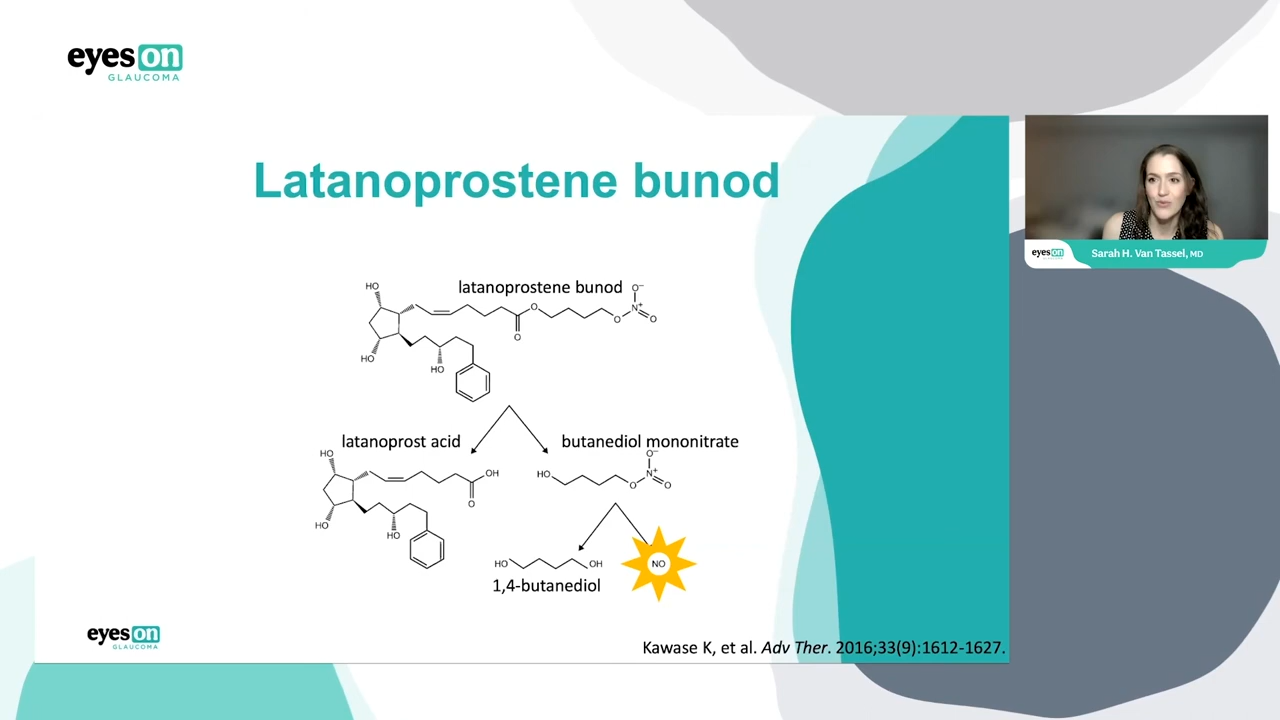 eyes on
GLAUCOMA
Latanoprostene bunod
eyes on
Sarah H. Van Tassel, MD
latanoprostene bunod
HO
O
O
O⁻
N⁺
O
O
HO
HO
latanoprost acid
butanediol mononitrate
HO
OH
O
HO
HO
HO
O⁻
N⁺
O
O
HO
OH
NO
1,4-butanediol
eyes on
GLAUCOMA
Kawase K, et al. Adv Ther. 2016;33(9):1612-1627.